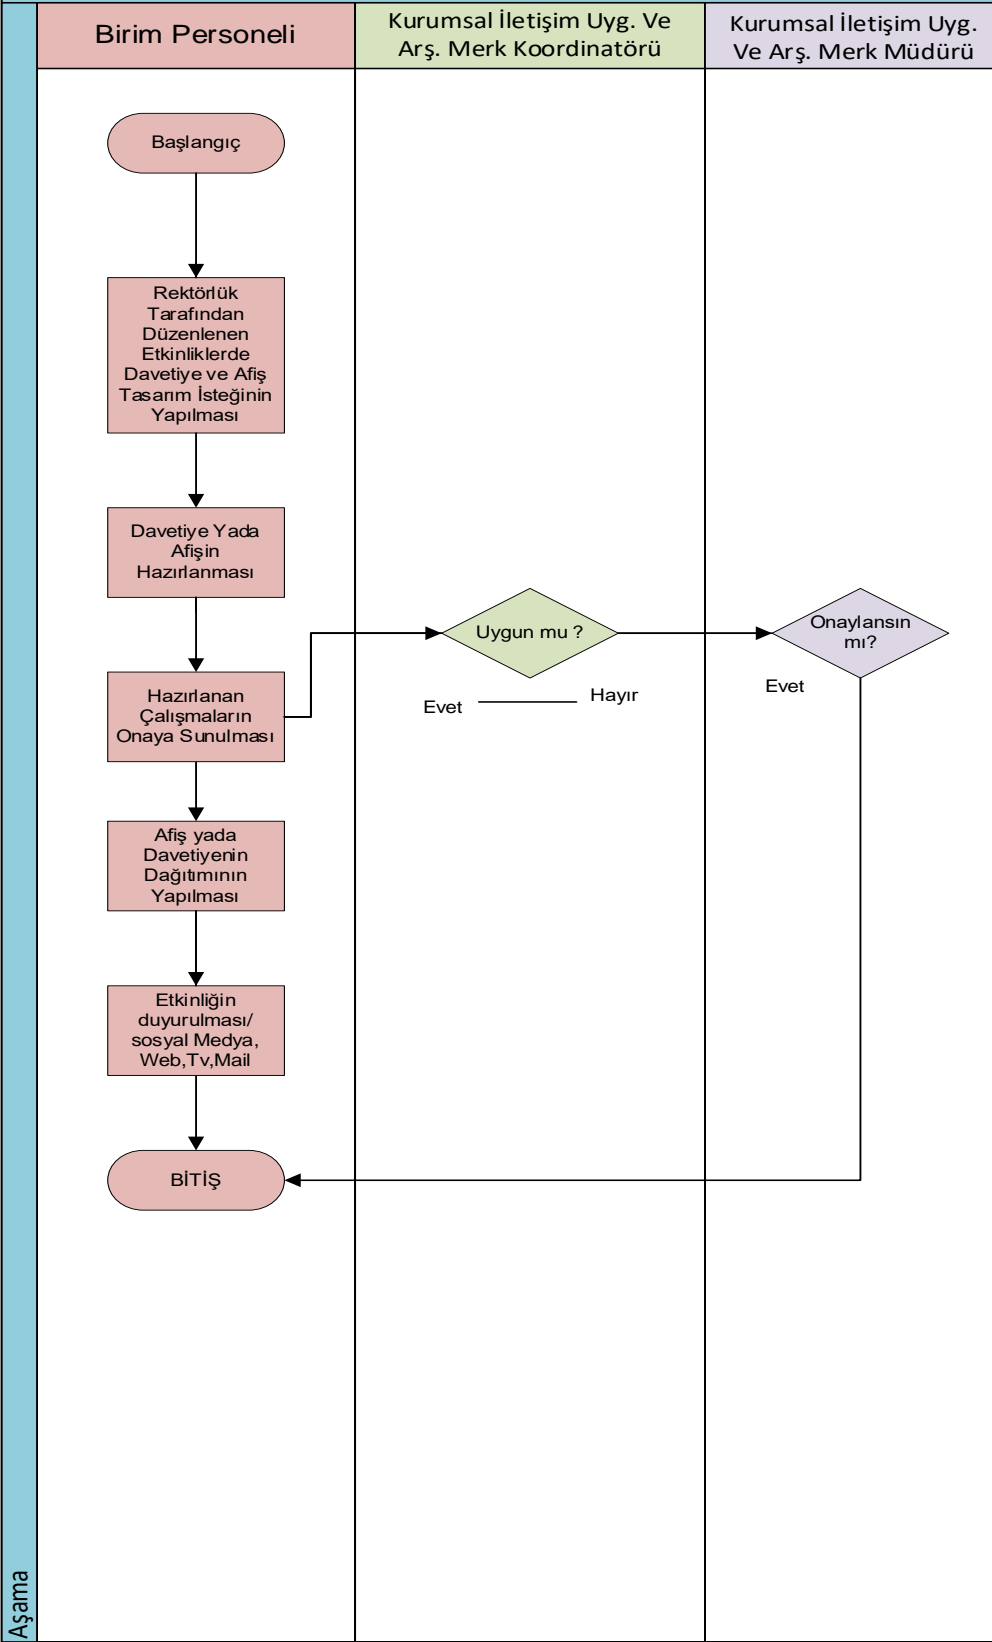 Birim Personeli
Kurumsal İletişim Uyg. Ve
Arş. Merk Koordinatörü
Kurumsal İletişim Uyg.
Ve Arş. Merk Müdürü
Başlangıç
Rektörlük
Tarafından
Düzenlenen
Etkinliklerde
Davetiye ve Afiş
Tasarım İsteğinin
Yapılması
Davetiye Yada
Afişin
Hazırlanması
Uygun mu ?
Onaylansın
mı?
Evet
Hayır
Evet
Hazırlanan
Çalışmaların
Onaya Sunulması
Afiş yada
Davetiyenin
Dağıtımının
Yapılması
Etkinliğin
duyurulması/
sosyal Medya,
Web,Tv,Mail
BİTİŞ
Aşama